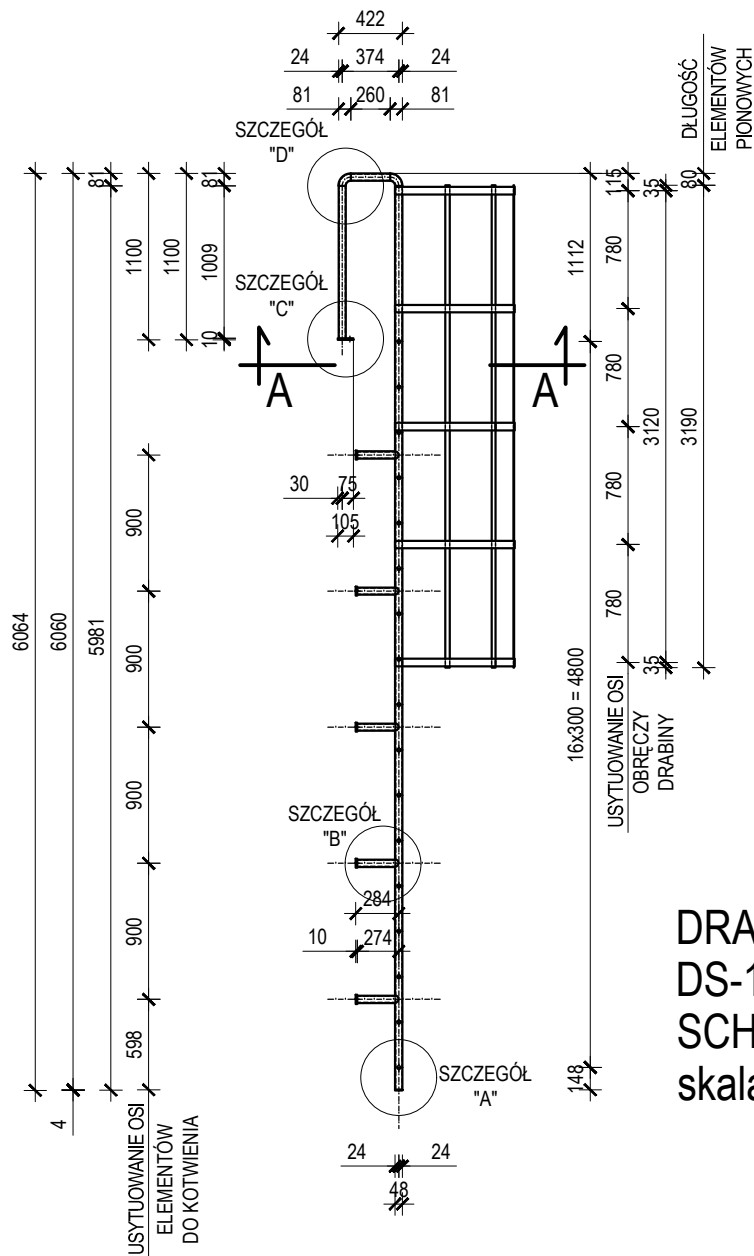 422
24 374 24
81 260 81
SZCZEGÓŁ
"D"
DŁUGOŚĆ
ELEMENTÓW
PIONOWYCH
81
81
115
35
80
1100
1100
1009
1112
780
SZCZEGÓŁ
"C"
10
A
A
780
3120
3190
30 75
105
780
900
6064
6060
5981
900
780
16x300 = 4800
35
USYTUOWANIE OSI
OBRĘCZY
DRABINY
900
SZCZEGÓŁ
"B"
284
10 274
900
598
SZCZEGÓŁ
"A"
148
4
USYTUOWANIE OSI
ELEMENTÓW
DO KOTWIENIA
24 24
48
DRA
DS-1
SCH
skala